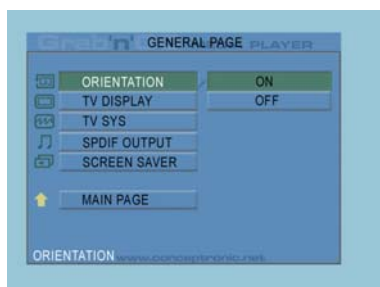 Grab'n' GENERAL PAGE PLAYER
ORIENTATION ON
TV DISPLAY OFF
TV SYS
SPDIF OUTPUT
SCREEN SAVER
MAIN PAGE
ORIENTATION www.conceptronic.net